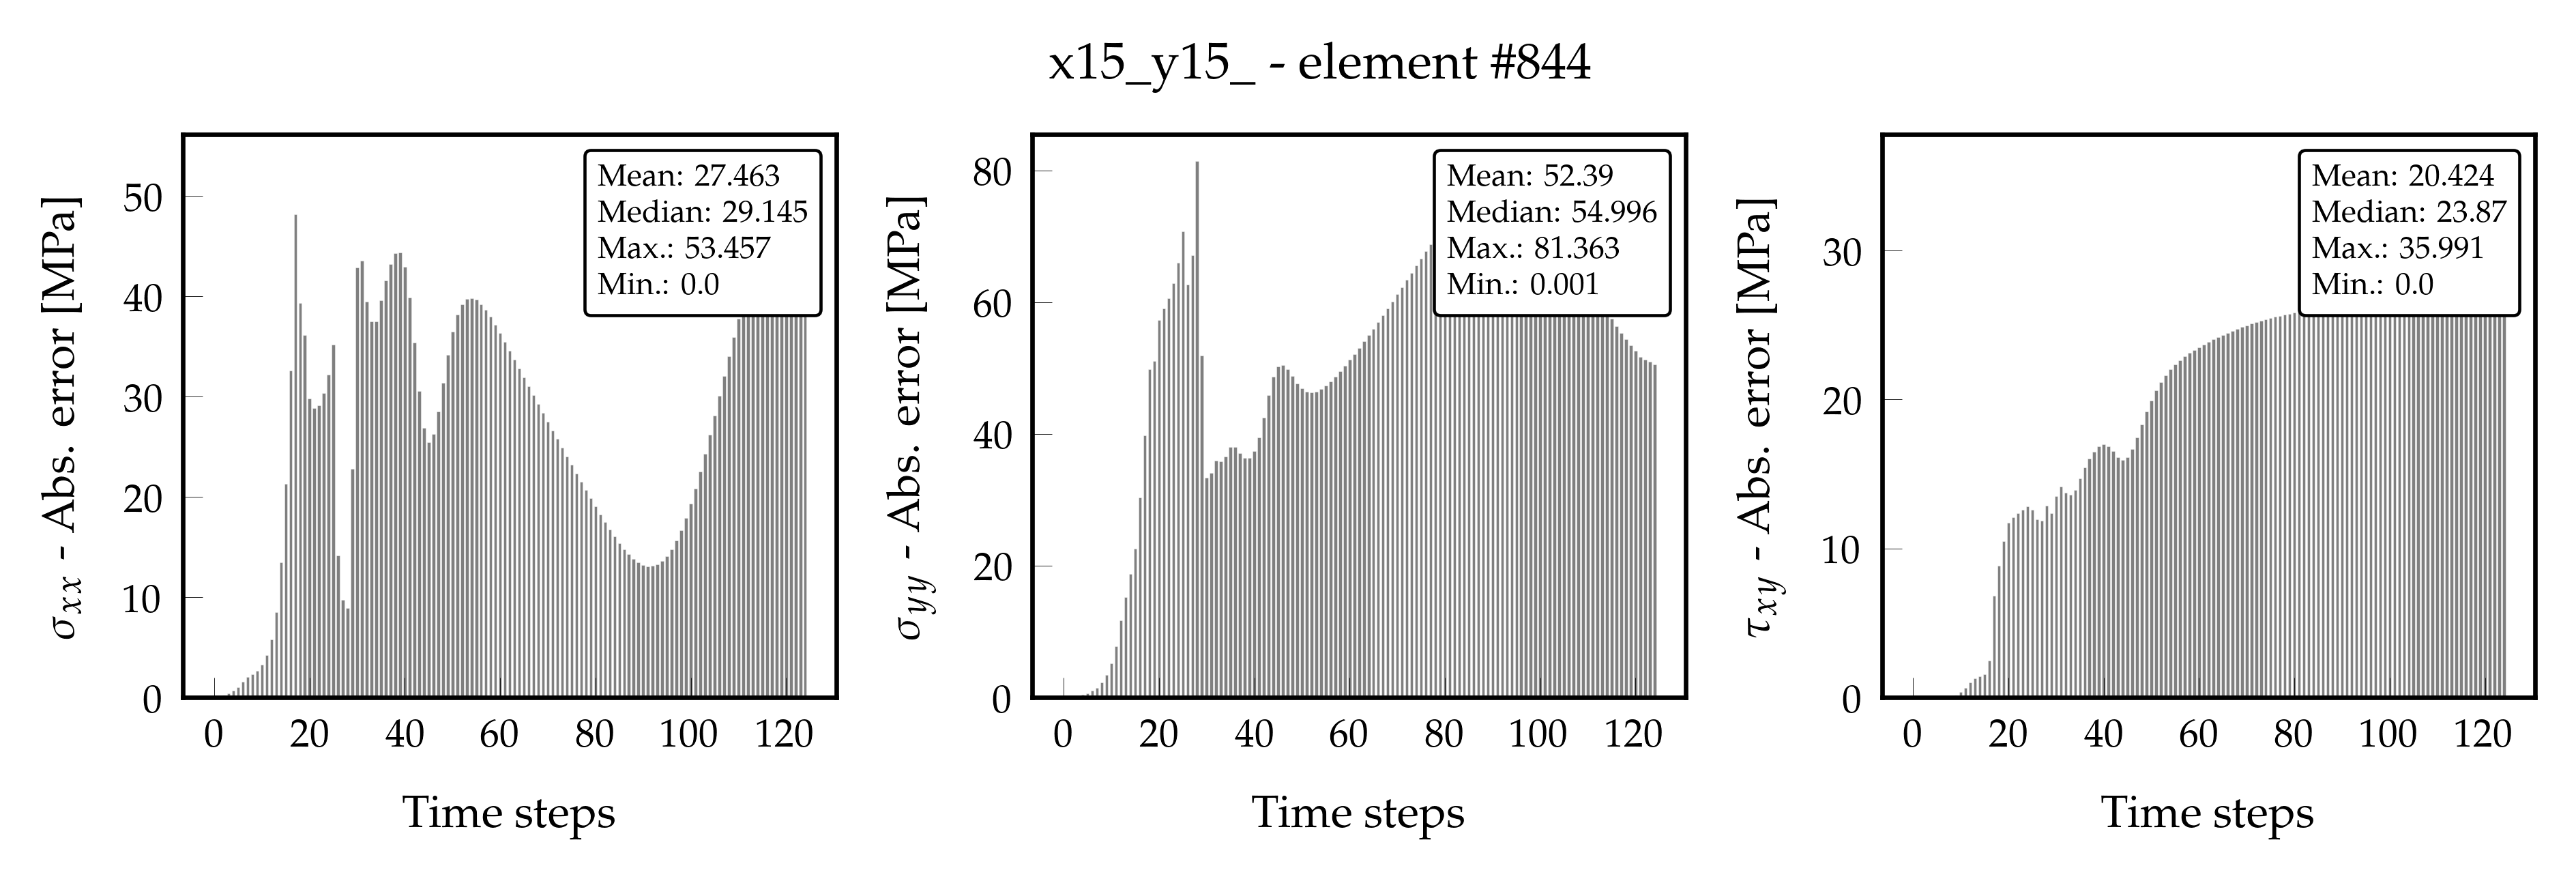 x15_y15_ - element #844
σxx - Abs. error [MPa]
50
40
30
20
10
0
Mean: 27.463
Median: 29.145
Max.: 53.457
Min.: 0.0
0 20 40 60 80 100 120
Time steps
σyy - Abs. error [MPa]
80
60
40
20
0
Mean: 52.39
Median: 54.996
Max.: 81.363
Min.: 0.001
0 20 40 60 80 100 120
Time steps
τxy - Abs. error [MPa]
30
20
10
0
Mean: 20.424
Median: 23.87
Max.: 35.991
Min.: 0.0
0 20 40 60 80 100 120
Time steps